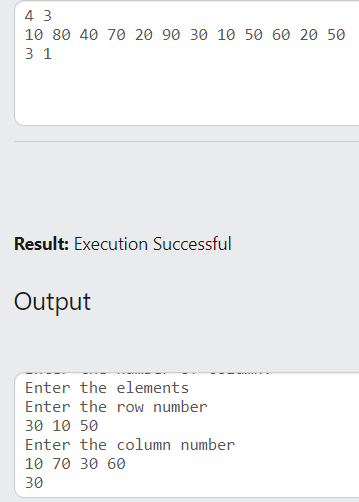 4 3
10 80 40 70 20 90 30 10 50 60 20 50
3 1
Result: Execution Successful
Output
Enter the elements
Enter the row number
30 10 50
Enter the column number
10 70 30 60
30